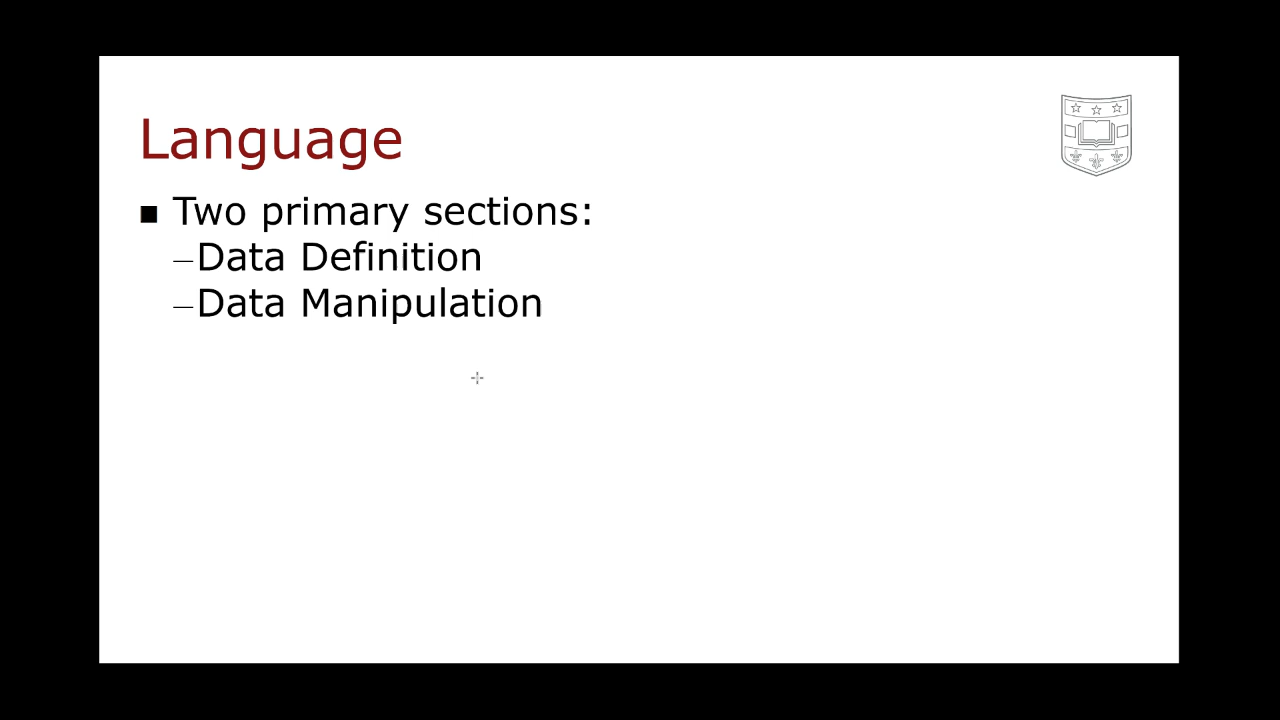 Language
■ Two primary sections:
–Data Definition
–Data Manipulation